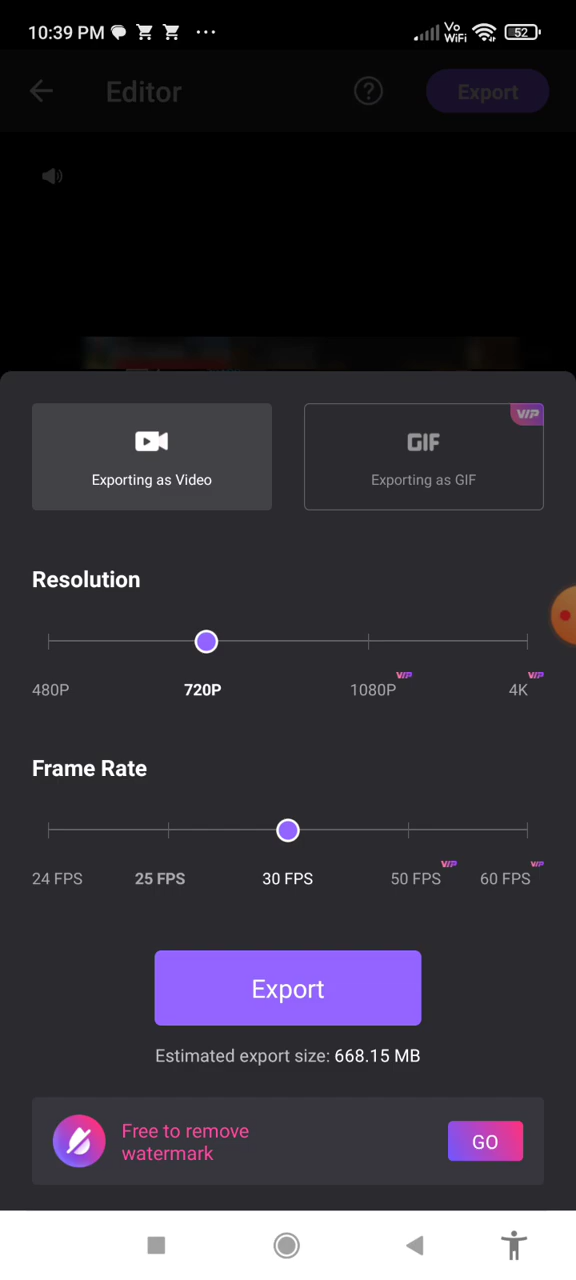 10:39 PM
Vo
WiFi
52
Editor
Export
VIP
GIF
Exporting as Video
Exporting as GIF
Resolution
VIP
VIP
480P
720P
1080P
4K
Frame Rate
VIP
VIP
24 FPS
25 FPS
30 FPS
50 FPS
60 FPS
Export
Estimated export size: 668.15 MB
Free to remove
watermark
GO